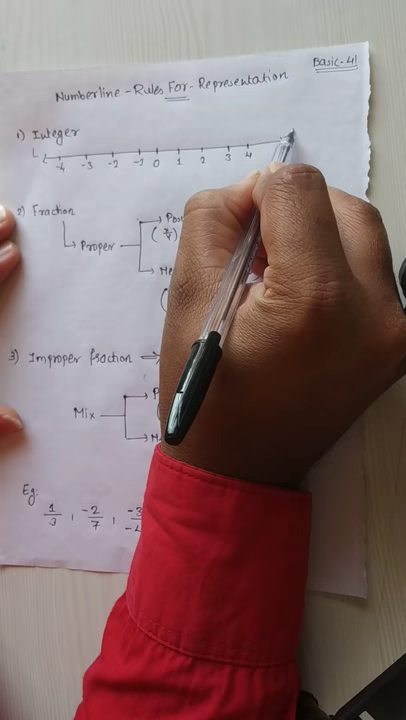 Basic-41
Numberline - Rules For - Representation
1) Integer
-4 -3 -2 -1 0 1 2 3 4
2) Fraction
Proper
3) Improper fraction ⇒
Mix
Eg:
1/3, -2/7,